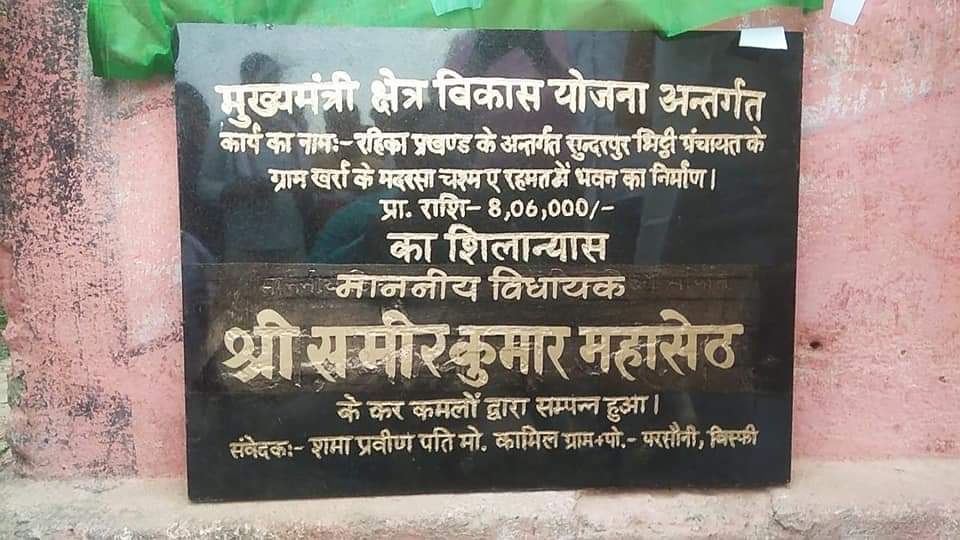 मुख्यमंत्री क्षेत्र विकास योजना अन्तर्गत
कार्य का नामः- रहिका प्रखण्ड के अन्तर्गत सुन्दरपुर भिट्ठी पंचायत के
ग्राम खर्रा के मदरसा चश्म ए रहमत में भवन का निर्माण।
प्रा. राशि- 8,06,000/-
का शिलान्यास
माननीय विधायक
श्री समीर कुमार महासेठ
के कर कमलों द्वारा सम्पन्न हुआ।
संवेदकः- शमा प्रवीण पति मो. कामिल ग्राम+पो.- परसौनी, बिस्फी